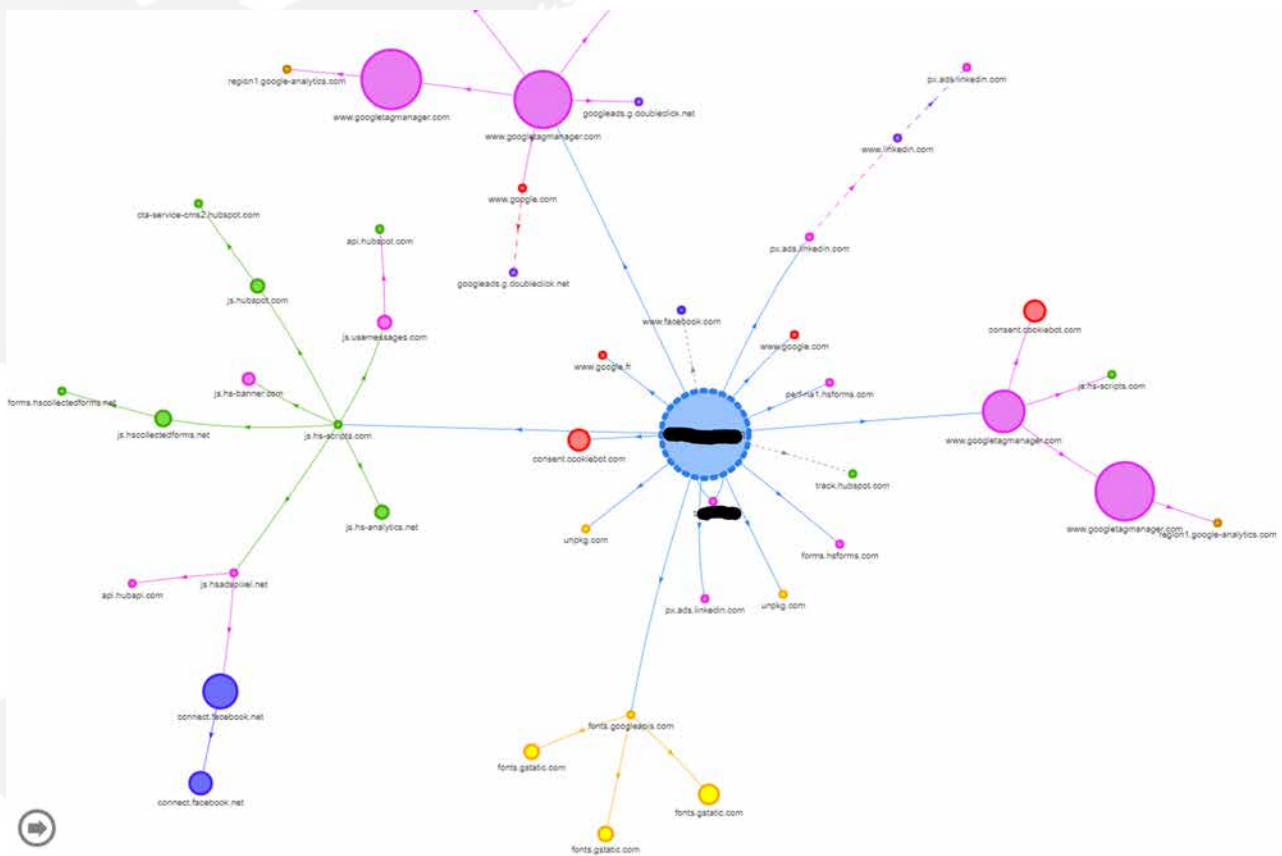 px.ads.linkedin.com
region1.google-analytics.com
www.googletagmanager.com
googleads.g.doubleclick.net
www.googletagmanager.com
www.linkedin.com
www.google.com
cta-service-cms2.hubspot.com
api.hubspot.com
px.ads.linkedin.com
googleads.g.doubleclick.net
js.hubspot.com
www.facebook.com
consent.cookiebot.com
js.usemessages.com
www.google.com
www.google.fr
js.hs-scripts.com
js.hs-banner.com
perf-na1.hsforms.com
forms.hscollectedforms.net
js.hscollectedforms.net
js.hs-scripts.com
www.googletagmanager.com
consent.cookiebot.com
track.hubspot.com
js.hs-analytics.net
www.googletagmanager.com
region1.google-analytics.com
unpkg.com
forms.hsforms.com
js.hsadspixel.net
api.hubapi.com
px.ads.linkedin.com
unpkg.com
connect.facebook.net
fonts.googleapis.com
fonts.gstatic.com
connect.facebook.net
fonts.gstatic.com
fonts.gstatic.com